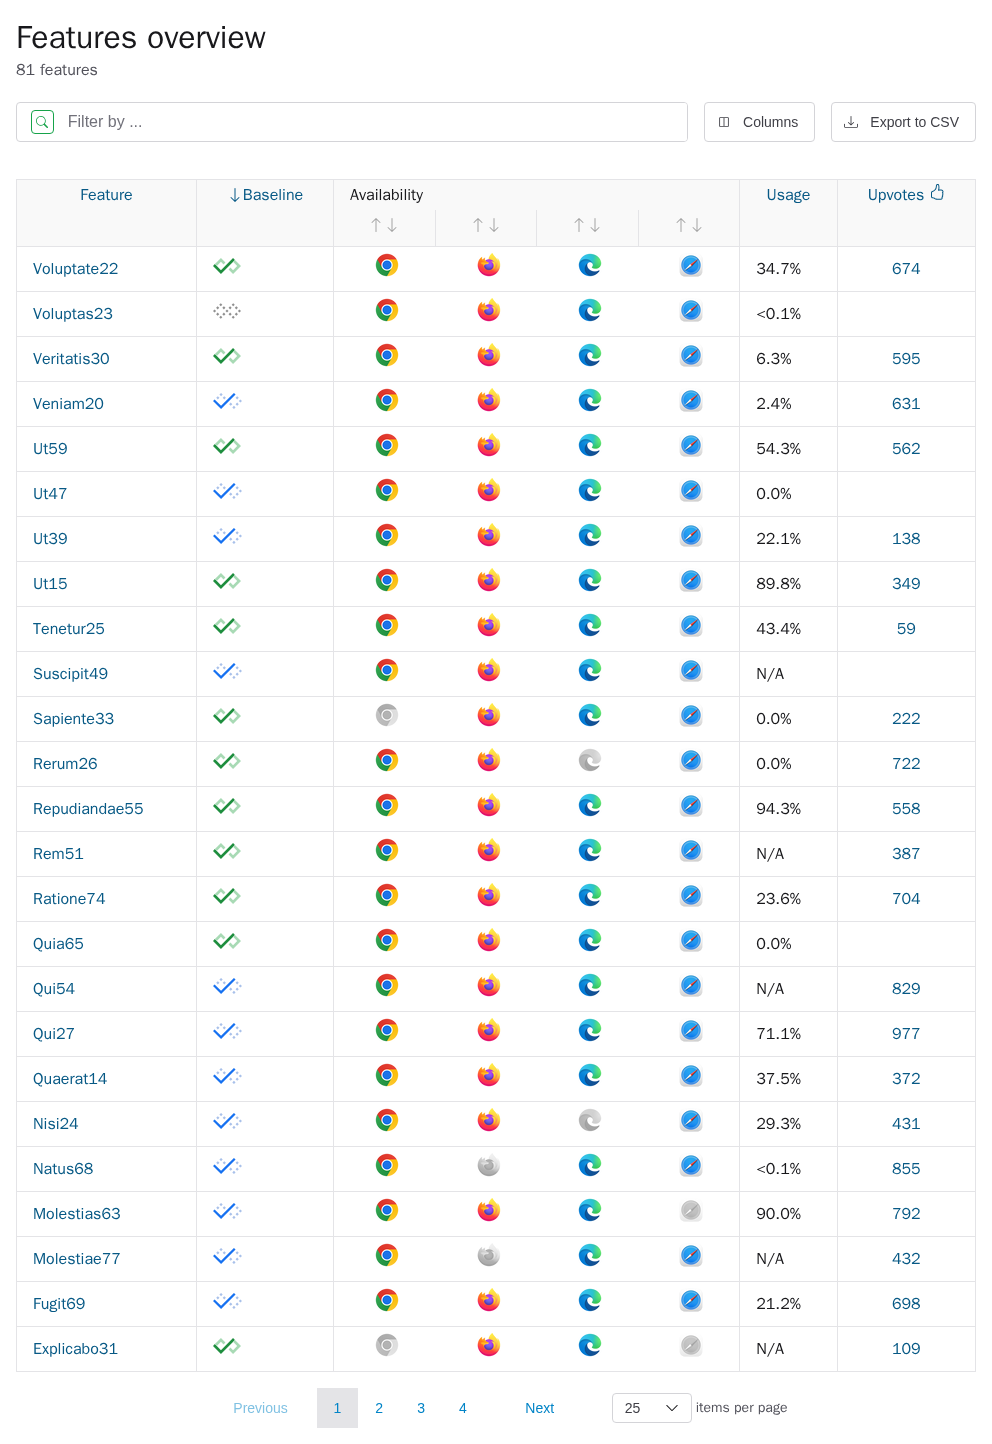 Features overview
81 features
Filter by ...
Columns
Export to CSV
Feature Baseline Availability Usage Upvotes
Voluptate22 34.7% 674
Voluptas23 <0.1%
Veritatis30 6.3% 595
Veniam20 2.4% 631
Ut59 54.3% 562
Ut47 0.0%
Ut39 22.1% 138
Ut15 89.8% 349
Tenetur25 43.4% 59
Suscipit49 N/A
Sapiente33 0.0% 222
Rerum26 0.0% 722
Repudiandae55 94.3% 558
Rem51 N/A 387
Ratione74 23.6% 704
Quia65 0.0%
Qui54 N/A 829
Qui27 71.1% 977
Quaerat14 37.5% 372
Nisi24 29.3% 431
Natus68 <0.1% 855
Molestias63 90.0% 792
Molestiae77 N/A 432
Fugit69 21.2% 698
Explicabo31 N/A 109
Previous 1 2 3 4 Next 25 items per page